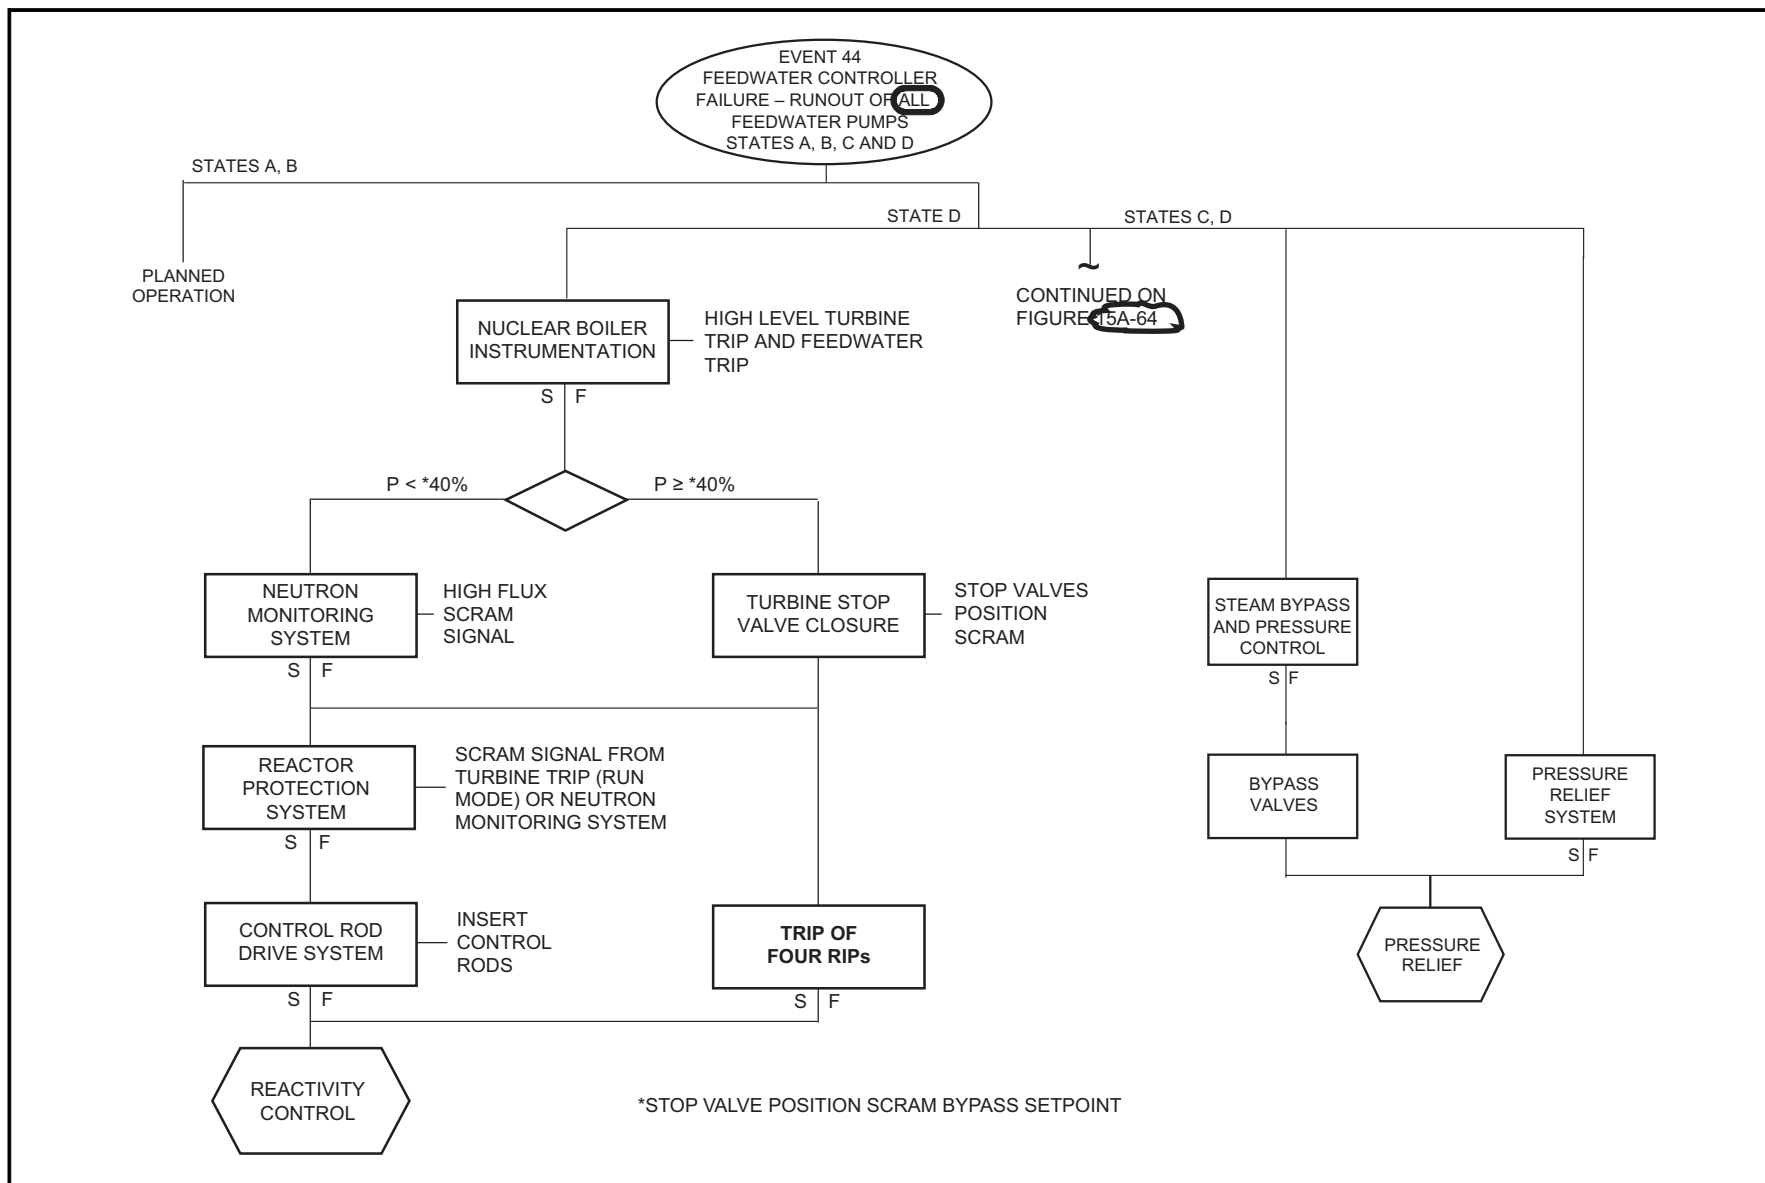 EVENT 44
FEEDWATER CONTROLLER
FAILURE – RUNOUT OF ALL
FEEDWATER PUMPS
STATES A, B, C AND D
STATES A, B
STATE D
STATES C, D
PLANNED
OPERATION
~
CONTINUED ON
FIGURE 15A-64
NUCLEAR BOILER
INSTRUMENTATION
HIGH LEVEL TURBINE
TRIP AND FEEDWATER
TRIP
S F
P < *40%
P ≥ *40%
NEUTRON
MONITORING
SYSTEM
HIGH FLUX
SCRAM
SIGNAL
S F
TURBINE STOP
VALVE CLOSURE
STOP VALVES
POSITION
SCRAM
STEAM BYPASS
AND PRESSURE
CONTROL
S F
REACTOR
PROTECTION
SYSTEM
SCRAM SIGNAL FROM
TURBINE TRIP (RUN
MODE) OR NEUTRON
MONITORING SYSTEM
S F
BYPASS
VALVES
PRESSURE
RELIEF
SYSTEM
S F
CONTROL ROD
DRIVE SYSTEM
INSERT
CONTROL
RODS
S F
TRIP OF
FOUR RIPs
S F
PRESSURE
RELIEF
REACTIVITY
CONTROL
*STOP VALVE POSITION SCRAM BYPASS SETPOINT